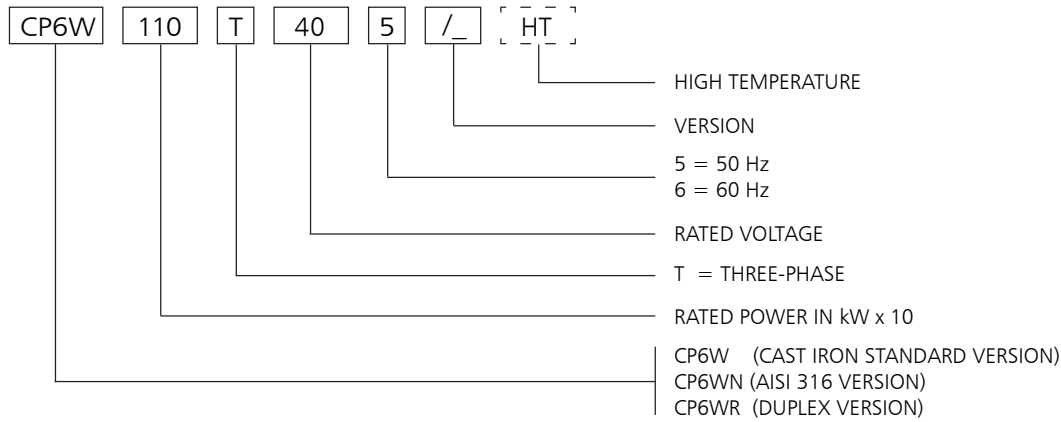 CP6W 110 T 40 5 /_ HT
HIGH TEMPERATURE
VERSION
5 = 50 Hz
6 = 60 Hz
RATED VOLTAGE
T = THREE-PHASE
RATED POWER IN kW x 10
CP6W (CAST IRON STANDARD VERSION)
CP6WN (AISI 316 VERSION)
CP6WR (DUPLEX VERSION)